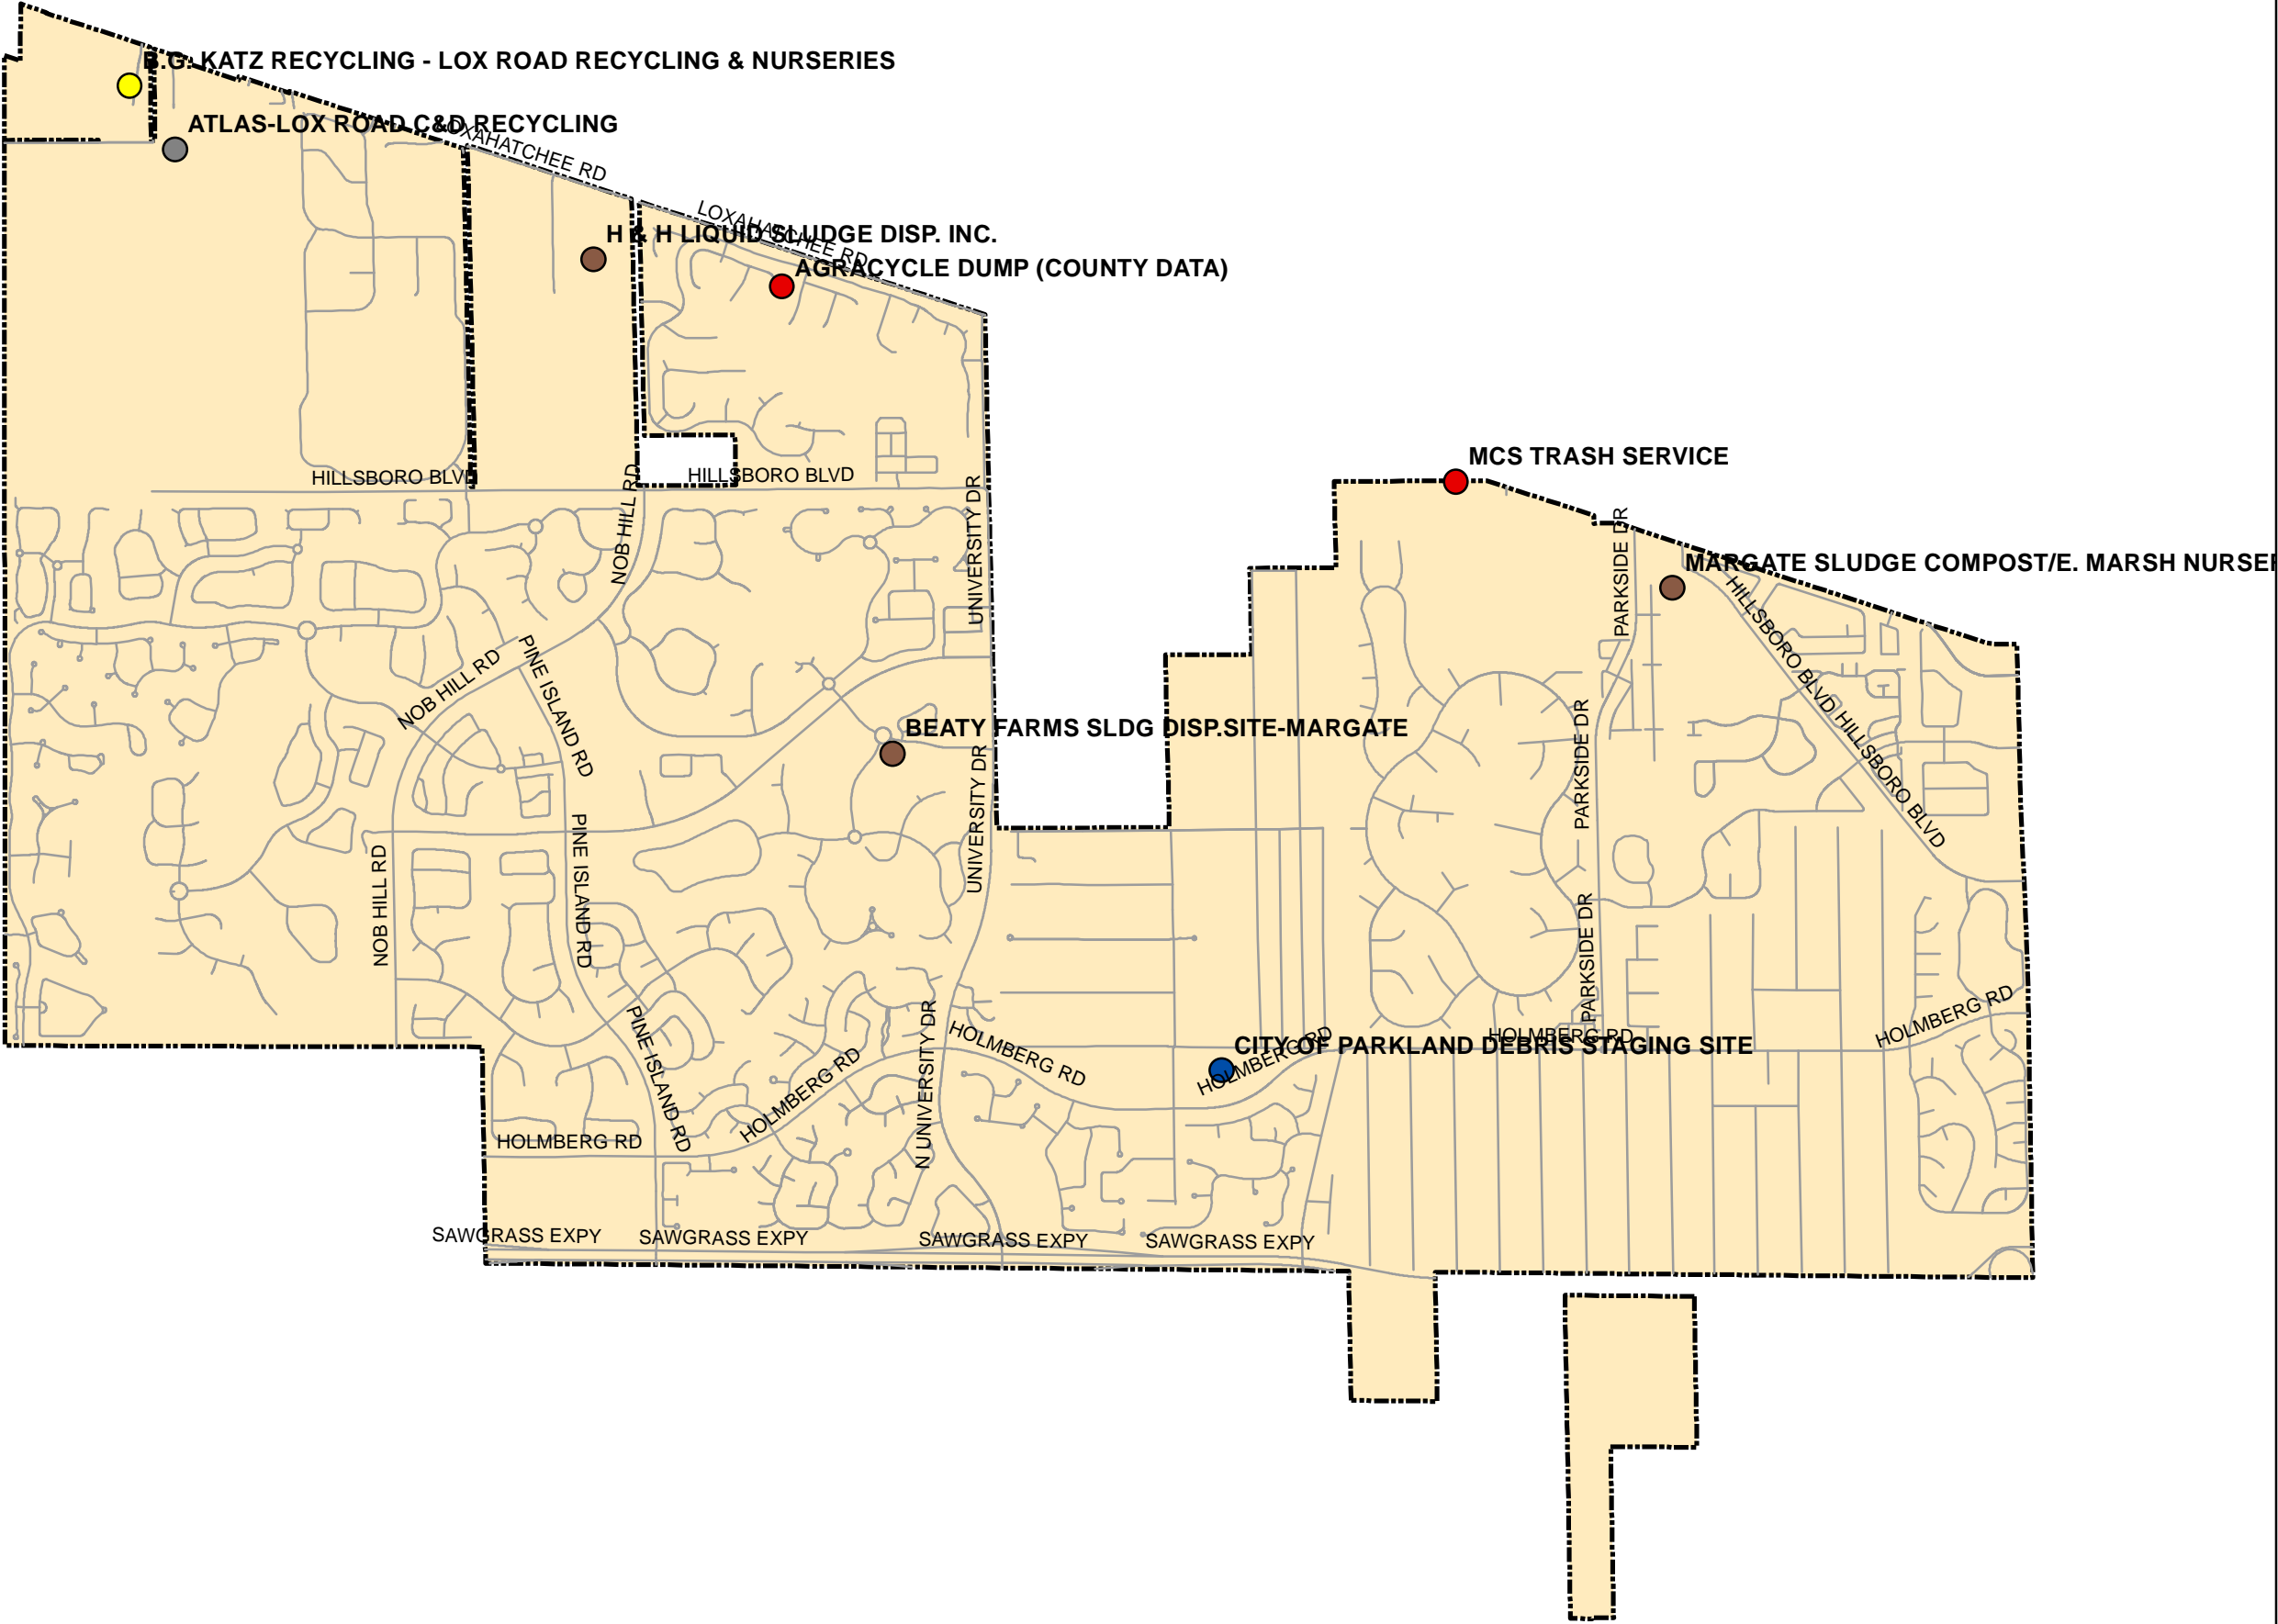 B.G. KATZ RECYCLING - LOX ROAD RECYCLING & NURSERIES
ATLAS-LOX ROAD C&D RECYCLING
LOXAHATCHEE RD
LOXAHATCHEE RD
H & H LIQUID SLUDGE DISP. INC.
AGRACYCLE DUMP (COUNTY DATA)
MCS TRASH SERVICE
HILLSBORO BLVD
HILLSBORO BLVD
NOB HILL RD
UNIVERSITY DR
PARKSIDE DR
MARGATE SLUDGE COMPOST/E. MARSH
HILLSBORO BLVD
NOB HILL RD
PINE ISLAND RD
BEATY FARMS SLDG DISP.SITE-MARGATE
UNIVERSITY DR
PARKSIDE DR
HILLSBORO BLVD
NOB HILL RD
PINE ISLAND RD
PARKSIDE DR
PINE ISLAND RD
N UNIVERSITY DR
HOLMBERG RD
HOLMBERG RD
HOLMBERG RD
HOLMBERG RD
CITY OF PARKLAND DEBRIS STAGING SITE
HOLMBERG RD
HOLMBERG RD
SAWGRASS EXPY
SAWGRASS EXPY
SAWGRASS EXPY
SAWGRASS EXPY